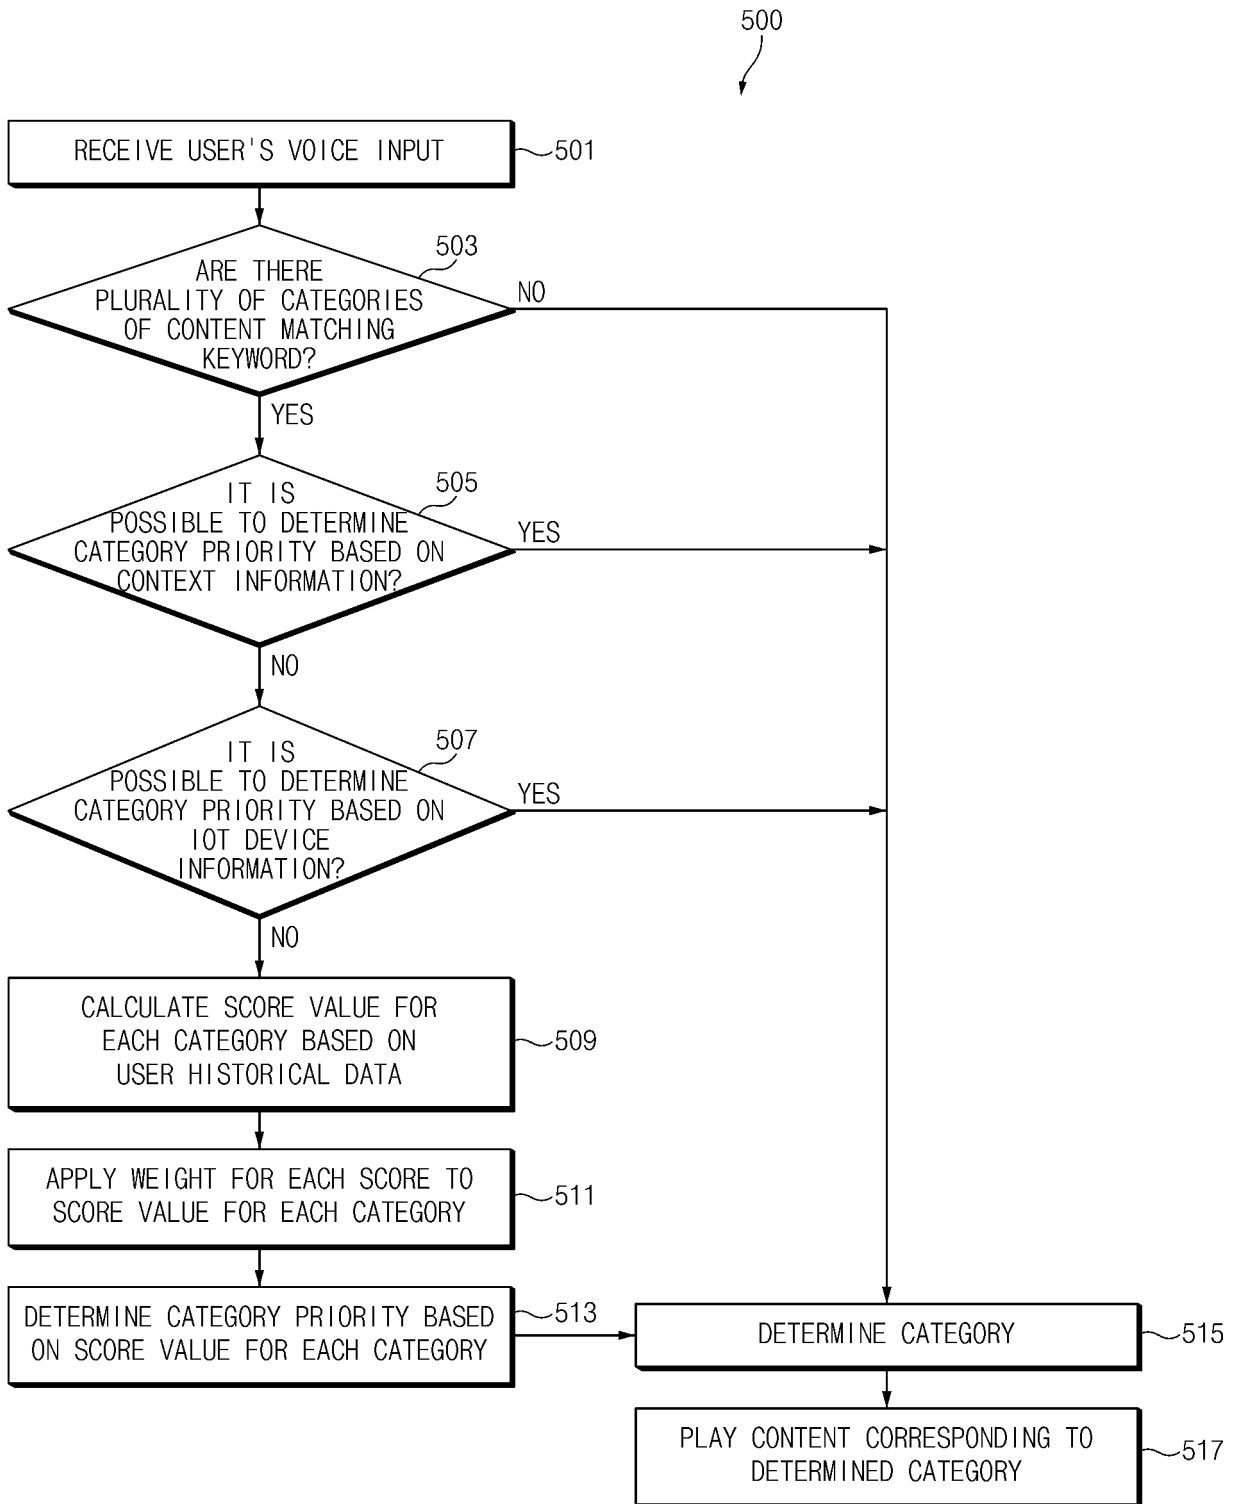 500
RECEIVE USER'S VOICE INPUT
501
503
ARE THERE
PLURALITY OF CATEGORIES
OF CONTENT MATCHING
KEYWORD?
NO
YES
505
IT IS
POSSIBLE TO DETERMINE
CATEGORY PRIORITY BASED ON
CONTEXT INFORMATION?
YES
NO
507
IT IS
POSSIBLE TO DETERMINE
CATEGORY PRIORITY BASED ON
IOT DEVICE
INFORMATION?
YES
NO
CALCULATE SCORE VALUE FOR
EACH CATEGORY BASED ON
USER HISTORICAL DATA
509
APPLY WEIGHT FOR EACH SCORE TO
SCORE VALUE FOR EACH CATEGORY
511
DETERMINE CATEGORY PRIORITY BASED
ON SCORE VALUE FOR EACH CATEGORY
513
DETERMINE CATEGORY
515
PLAY CONTENT CORRESPONDING TO
DETERMINED CATEGORY
517